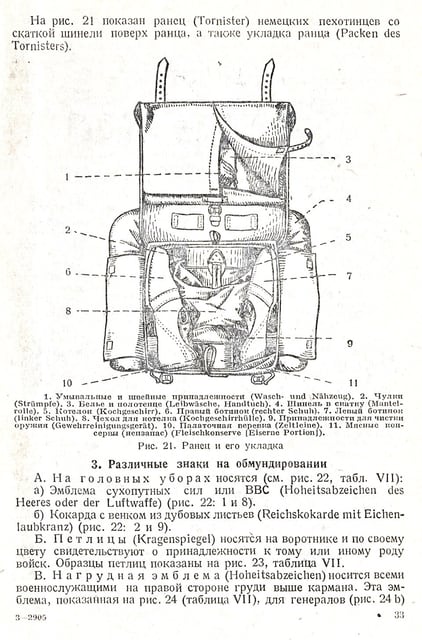 На рис. 21 показан ранец (Tornister) немецких пехотинцев со
скаткой шинели поверх ранца, а также укладка ранца (Packen des
Tornisters).
1
2
6
8
10
3
4
5
7
9
11
1. Умывальные и швейные принадлежности (Wasch- und Nähzeug). 2. Чулки
(Strümpfe). 3. Белье и полотенце (Leibwäsche, Handtuch). 4. Шинель в скатку (Mantel-
rolle). 5. Котелок (Kochgeschirr). 6. Правый ботинок (rechter Schuh). 7. Левый ботинок
(linker Schuh). 8. Чехол для котелка (Kochgeschirrhülle). 9. Принадлежности для чистки
оружия (Gewehrreinigungsgerät). 10. Палаточная веревка (Zeltleine). 11. Мясные кон-
сервы (непзапас) (Fleischkonserve [Eiserne Portion]).
Рис. 21. Ранец и его укладка
3. Различные знаки на обмундировании
А. На головных уборах носятся (см. рис. 22, табл. VII):
а) Эмблема сухопутных сил или ВВС (Hoheitsabzeichen des
Heeres oder der Luftwaffe) (рис. 22: 1 и 8).
б) Кокарда с венком из дубовых листьев (Reichskokarde mit Eichen-
laubkranz) (рис. 22: 2 и 9).
Б. Петлицы (Kragenspiegel) носятся на воротнике и по своему
цвету свидетельствуют о принадлежности к тому или иному роду
войск. Образцы петлиц показаны на рис. 23, таблица VII.
В. Нагрудная эмблема (Hoheitsabzeichen) носится всеми
военнослужащими на правой стороне груди выше кармана. Эта эм-
блема, показанная на рис. 24 (таблица VII), для генералов (рис. 24 b)
3—2905
33